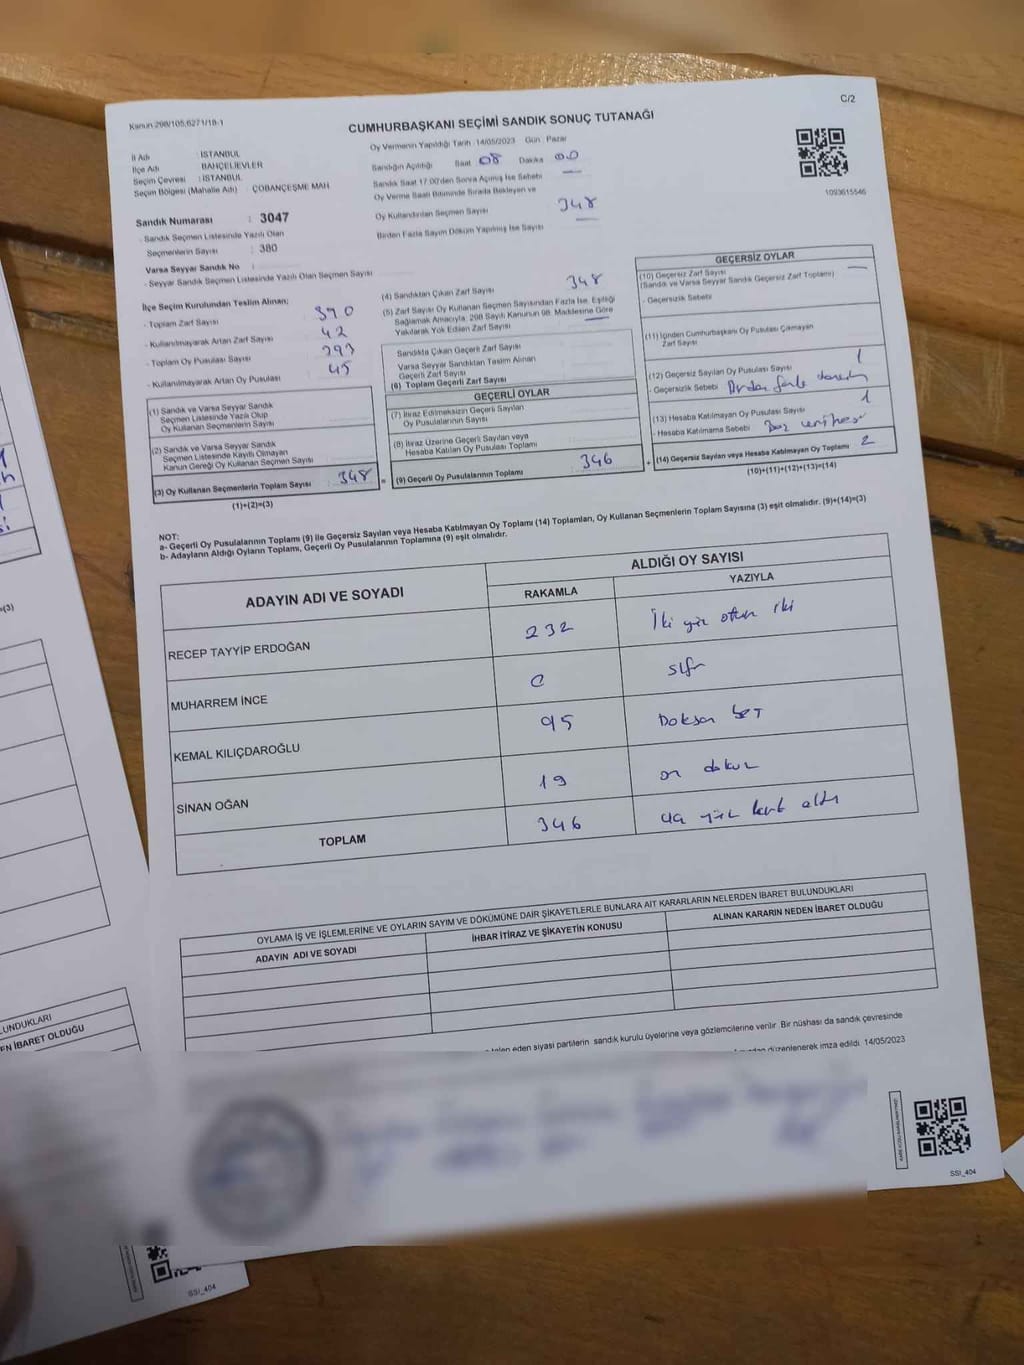 Kanun:298/105,6271/18-1
C/2
CUMHURBAŞKANI SEÇİMİ SANDIK SONUÇ TUTANAĞI
İl Adı : İSTANBUL
İlçe Adı : BAHÇELİEVLER
Seçim Çevresi : İSTANBUL
Seçim Bölgesi (Mahalle Adı) : ÇOBANÇEŞME MAH.
Oy Vermenin Yapıldığı Tarih :14/05/2023 Gün : Pazar
Sandığın Açıldığı Saat 08 Dakika 00
Sandık Saat 17:00'den Sonra Açılmış İse Sebebi —
Oy Verme Saati Bitiminde Sırada Bekleyen ve
Oy Kullandırılan Seçmen Sayısı 348
Birden Fazla Sayım Döküm Yapılmış İse Sayısı —
1093615546
Sandık Numarası : 3047
- Sandık Seçmen Listesinde Yazılı Olan
Seçmenlerin Sayısı : 380
Varsa Seyyar Sandık No :
- Seyyar Sandık Seçmen Listesinde Yazılı Olan Seçmen Sayısı :
İlçe Seçim Kurulundan Teslim Alınan;
- Toplam Zarf Sayısı 390
- Kullanılmayarak Artan Zarf Sayısı 42
- Toplam Oy Pusulası Sayısı 393
- Kullanılmayarak Artan Oy Pusulası 45
(1) Sandık ve Varsa Seyyar Sandık
Seçmen Listesinde Yazılı Olup
Oy Kullanan Seçmenlerin Sayısı
(2) Sandık ve Varsa Seyyar Sandık
Seçmen Listesinde Kayıtlı Olmayan
Kanun Gereği Oy Kullanan Seçmen Sayısı
(3) Oy Kullanan Seçmenlerin Toplam Sayısı : 348
(1)+(2)=(3)
(4) Sandıktan Çıkan Zarf Sayısı 348
(5) Zarf Sayısı Oy Kullanan Seçmen Sayısından Fazla İse, Eşitliği
Sağlamak Amacıyla, 298 Sayılı Kanunun 98. Maddesine Göre
Yakılarak Yok Edilen Zarf Sayısı —
Sandıkta Çıkan Geçerli Zarf Sayısı
Varsa Seyyar Sandıktan Teslim Alınan
Geçerli Zarf Sayısı
(6) Toplam Geçerli Zarf Sayısı
GEÇERLİ OYLAR
(7) İtiraz Edilmeksizin Geçerli Sayılan
Oy Pusulalarının Sayısı
(8) İtiraz Üzerine Geçerli Sayılan veya
Hesaba Katılan Oy Pusulası Toplamı
= (9) Geçerli Oy Pusulalarının Toplamı : 346
GEÇERSİZ OYLAR
(10) Geçersiz Zarf Sayısı —
(Sandık ve Varsa Seyyar Sandık Geçersiz Zarf Toplamı)
- Geçersizlik Sebebi
(11) İçinden Cumhurbaşkanı Oy Pusulası Çıkmayan
Zarf Sayısı
(12) Geçersiz Sayılan Oy Pusulası Sayısı 1
- Geçersizlik Sebebi
(13) Hesaba Katılmayan Oy Pusulası Sayısı 1
- Hesaba Katılmama Sebebi
+ (14) Geçersiz Sayılan veya Hesaba Katılmayan Oy Toplamı 2
(10)+(11)+(12)+(13)=(14)
NOT:
a- Geçerli Oy Pusulalarının Toplamı (9) ile Geçersiz Sayılan veya Hesaba Katılmayan Oy Toplamı (14) Toplamları, Oy Kullanan Seçmenlerin Toplam Sayısına (3) eşit olmalıdır. (9)+(14)=(3)
b- Adayların Aldığı Oyların Toplamı, Geçerli Oy Pusulalarının Toplamına (9) eşit olmalıdır.
ADAYIN ADI VE SOYADI
ALDIĞI OY SAYISI
RAKAMLA YAZIYLA
RECEP TAYYİP ERDOĞAN 232 İki yüz otuz iki
MUHARREM İNCE 0 sıfır
KEMAL KILIÇDAROĞLU 95 Doksan beş
SİNAN OĞAN 19 on dokuz
TOPLAM 346 üç yüz kırk altı
OYLAMA İŞ VE İŞLEMLERİNE VE OYLARIN SAYIM VE DÖKÜMÜNE DAİR ŞİKAYETLERLE BUNLARA AİT KARARLARIN NELERDEN İBARET BULUNDUKLARI
ADAYIN ADI VE SOYADI İHBAR İTİRAZ VE ŞİKAYETİN KONUSU ALINAN KARARIN NEDEN İBARET OLDUĞU
eden siyasi partilerin sandık kurulu üyelerine veya gözlemcilerine verilir. Bir nüshası da sandık çevresinde
düzenlenerek imza edildi. 14/05/2023
SSI_404
=(3)
EN İBARET OLDUĞU
SSI_404